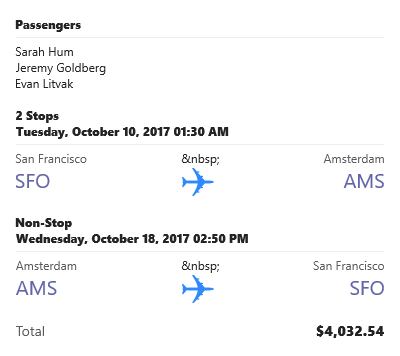 Passengers
Sarah Hum
Jeremy Goldberg
Evan Litvak
2 Stops
Tuesday, October 10, 2017 01:30 AM
San Francisco &nbsp; Amsterdam
SFO AMS
Non-Stop
Wednesday, October 18, 2017 02:50 PM
Amsterdam &nbsp; San Francisco
AMS SFO
Total $4,032.54